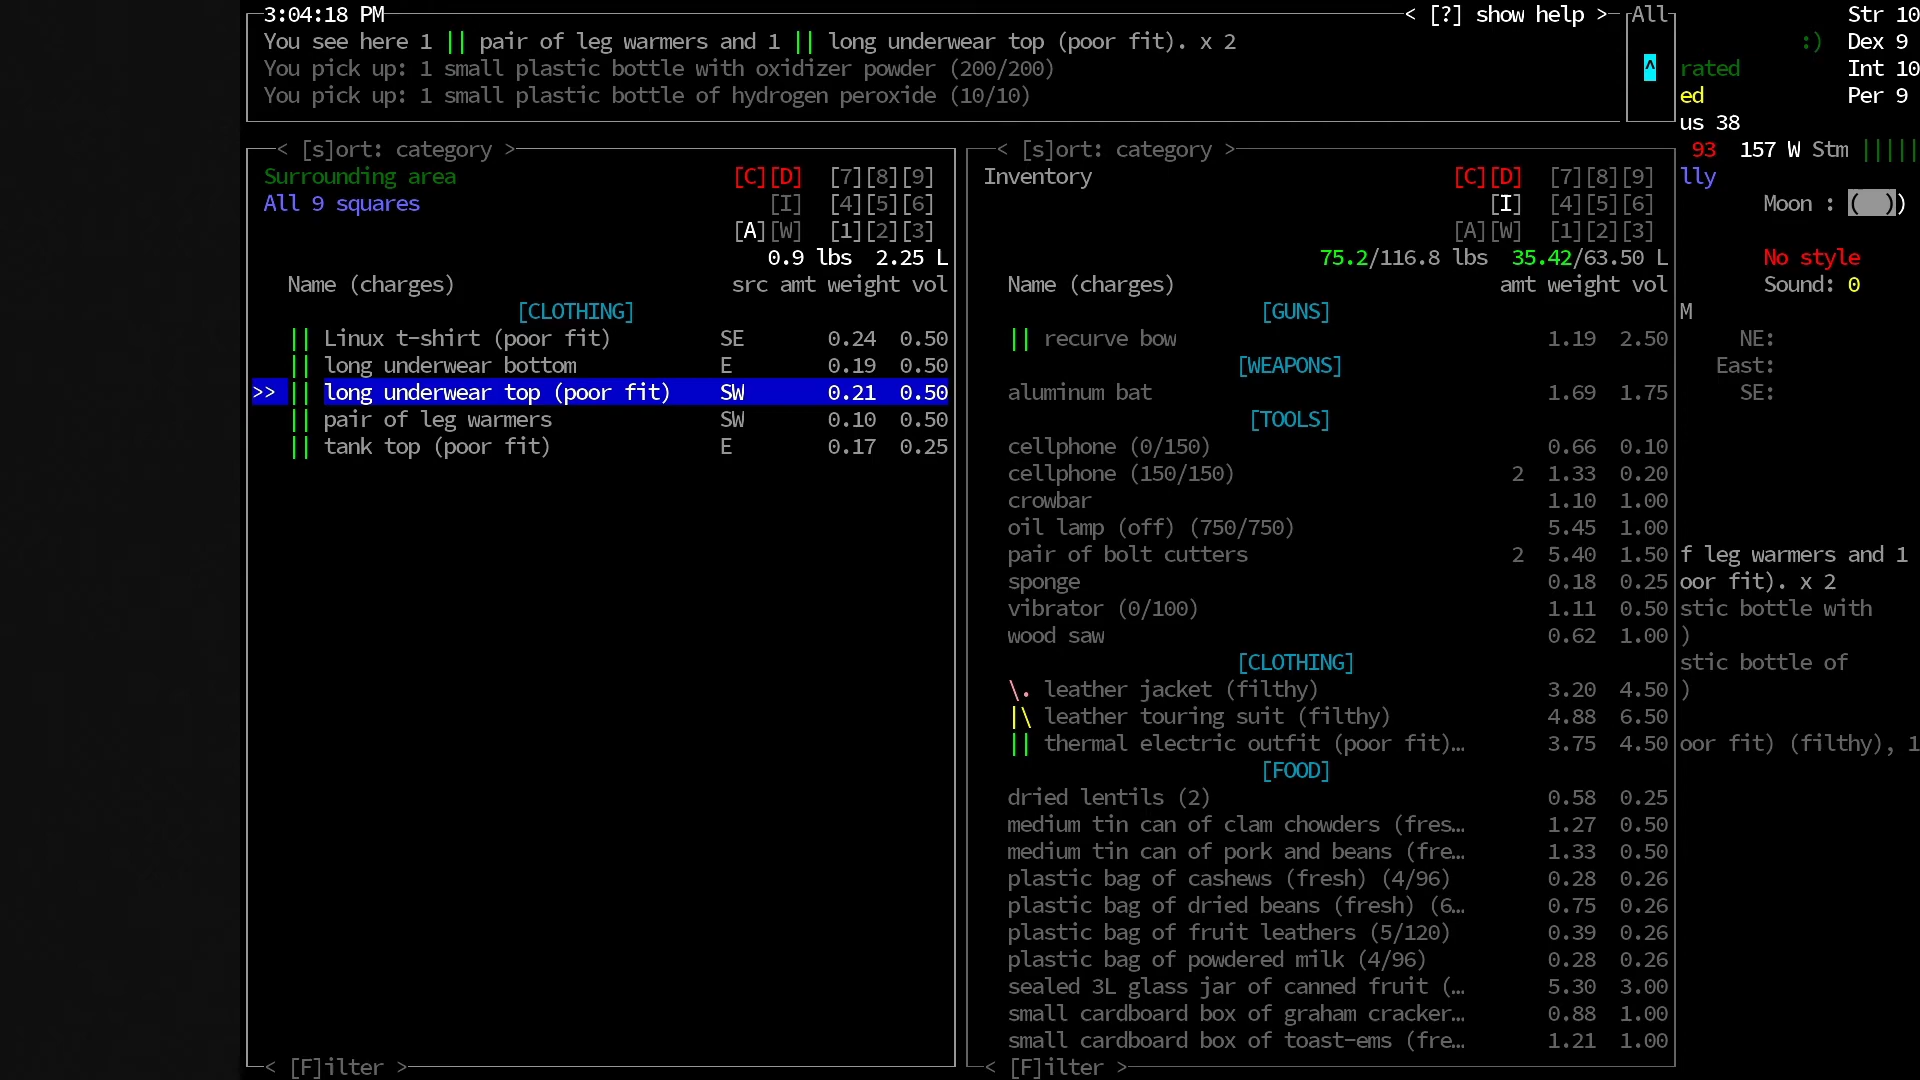 3:04:18 PM < [?] show help > All Str 10
You see here 1 || pair of leg warmers and 1 || long underwear top (poor fit). x 2 :) Dex 9
You pick up: 1 small plastic bottle with oxidizer powder (200/200) ^ rated Int 10
You pick up: 1 small plastic bottle of hydrogen peroxide (10/10) ed Per 9
us 38
< [s]ort: category > < [s]ort: category > 93 157 W Stm |||||
Surrounding area [C][D] [7][8][9] Inventory [C][D] [7][8][9] lly
All 9 squares [I] [4][5][6] [I] [4][5][6] Moon : (  ))
[A][W] [1][2][3] [A][W] [1][2][3]
0.9 lbs 2.25 L 75.2/116.8 lbs 35.42/63.50 L No style
Name (charges) src amt weight vol Name (charges) amt weight vol Sound: 0
[CLOTHING] [GUNS] M
|| Linux t-shirt (poor fit) SE 0.24 0.50 || recurve bow 1.19 2.50 NE:
|| long underwear bottom E 0.19 0.50 [WEAPONS] East:
>> || long underwear top (poor fit) SW 0.21 0.50 aluminum bat 1.69 1.75 SE:
|| pair of leg warmers SW 0.10 0.50 [TOOLS]
|| tank top (poor fit) E 0.17 0.25 cellphone (0/150) 0.66 0.10
cellphone (150/150) 2 1.33 0.20
crowbar 1.10 1.00
oil lamp (off) (750/750) 5.45 1.00
pair of bolt cutters 2 5.40 1.50 f leg warmers and 1
sponge 0.18 0.25 oor fit). x 2
vibrator (0/100) 1.11 0.50 stic bottle with
wood saw 0.62 1.00 )
[CLOTHING] stic bottle of
\. leather jacket (filthy) 3.20 4.50 )
|\ leather touring suit (filthy) 4.88 6.50
|| thermal electric outfit (poor fit)… 3.75 4.50 oor fit) (filthy), 1
[FOOD]
dried lentils (2) 0.58 0.25
medium tin can of clam chowders (fres… 1.27 0.50
medium tin can of pork and beans (fre… 1.33 0.50
plastic bag of cashews (fresh) (4/96) 0.28 0.26
plastic bag of dried beans (fresh) (6… 0.75 0.26
plastic bag of fruit leathers (5/120) 0.39 0.26
plastic bag of powdered milk (4/96) 0.28 0.26
sealed 3L glass jar of canned fruit (… 5.30 3.00
small cardboard box of graham cracker… 0.88 1.00
small cardboard box of toast-ems (fre… 1.21 1.00
< [F]ilter > < [F]ilter >